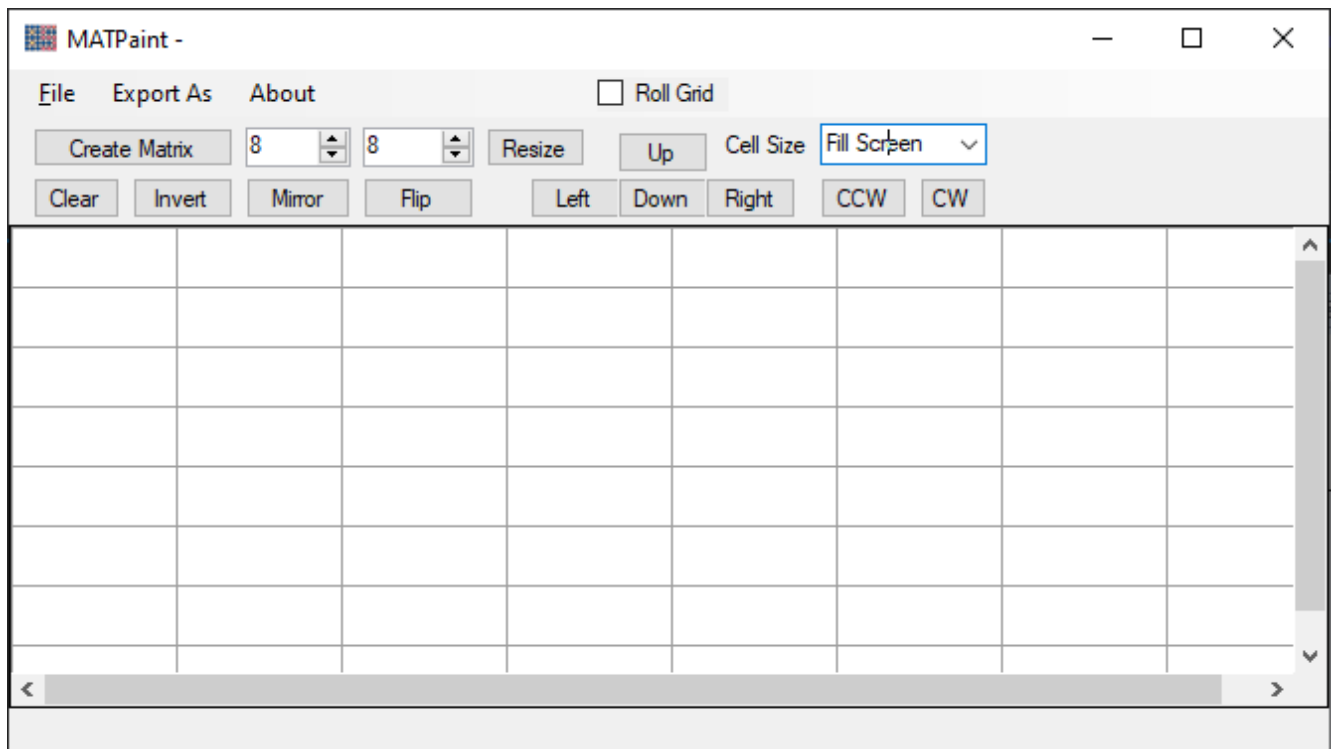 MATPaint -
File Export As About Roll Grid
Create Matrix 8 8 Resize Up Cell Size Fill Screen
Clear Invert Mirror Flip Left Down Right CCW CW